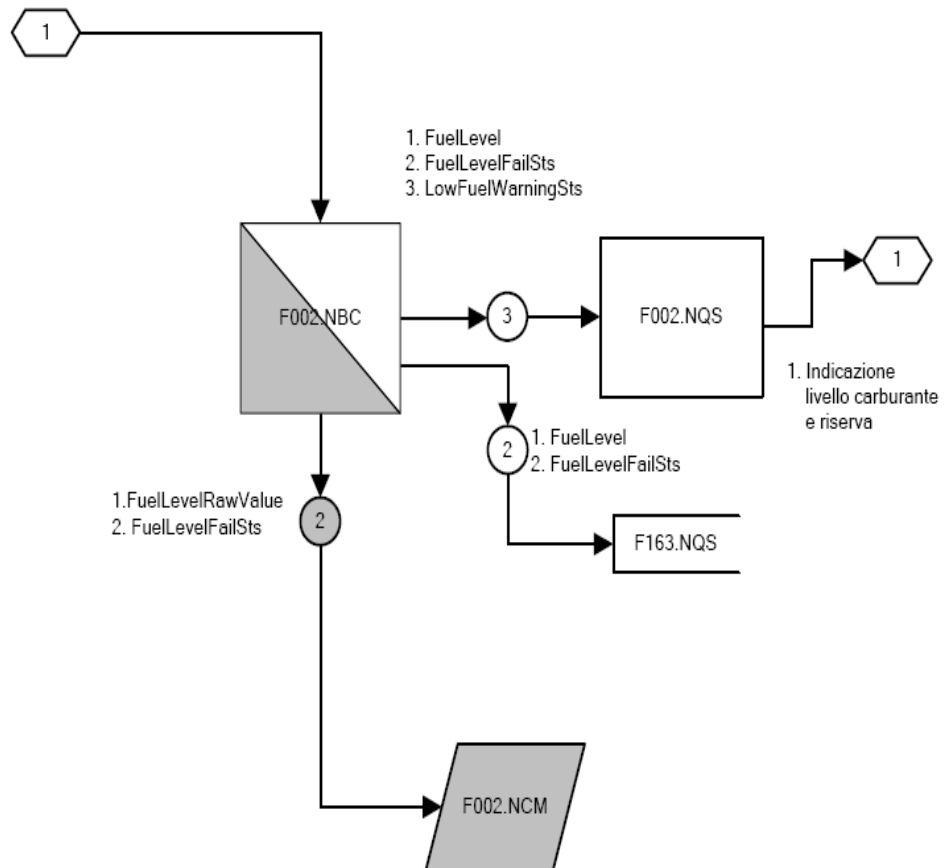 1
1. FuelLevel
2. FuelLevelFailSts
3. LowFuelWarningSts
F002.NBC
3
F002.NQS
1
1. Indicazione
livello carburante
e riserva
2
1. FuelLevel
2. FuelLevelFailSts
1.FuelLevelRawValue
2. FuelLevelFailSts
2
F163.NQS
F002.NCM